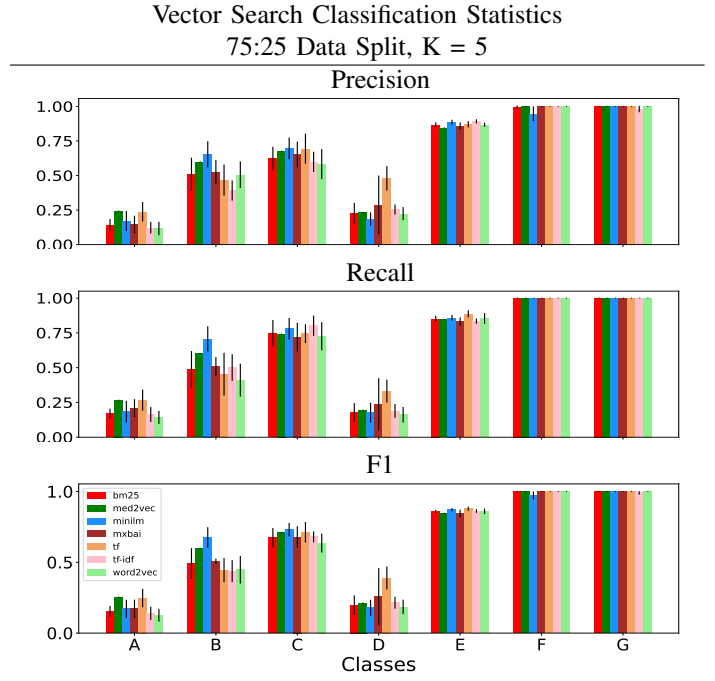 Vector Search Classification Statistics
75:25 Data Split, K = 5
Precision
1.00
0.75
0.50
0.25
0.00
Recall
1.00
0.75
0.50
0.25
0.00
F1
1.0
0.5
0.0
bm25
med2vec
minilm
mxbai
tf
tf-idf
word2vec
A B C D E F G
Classes